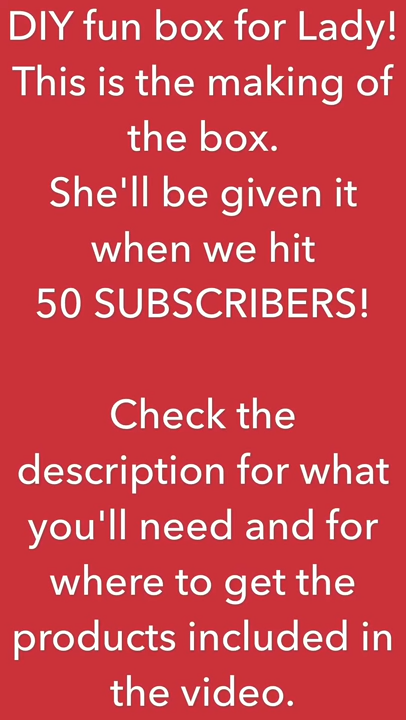 DIY fun box for Lady!
This is the making of
the box.
She'll be given it
when we hit
50 SUBSCRIBERS!
Check the
description for what
you'll need and for
where to get the
products included in
the video.